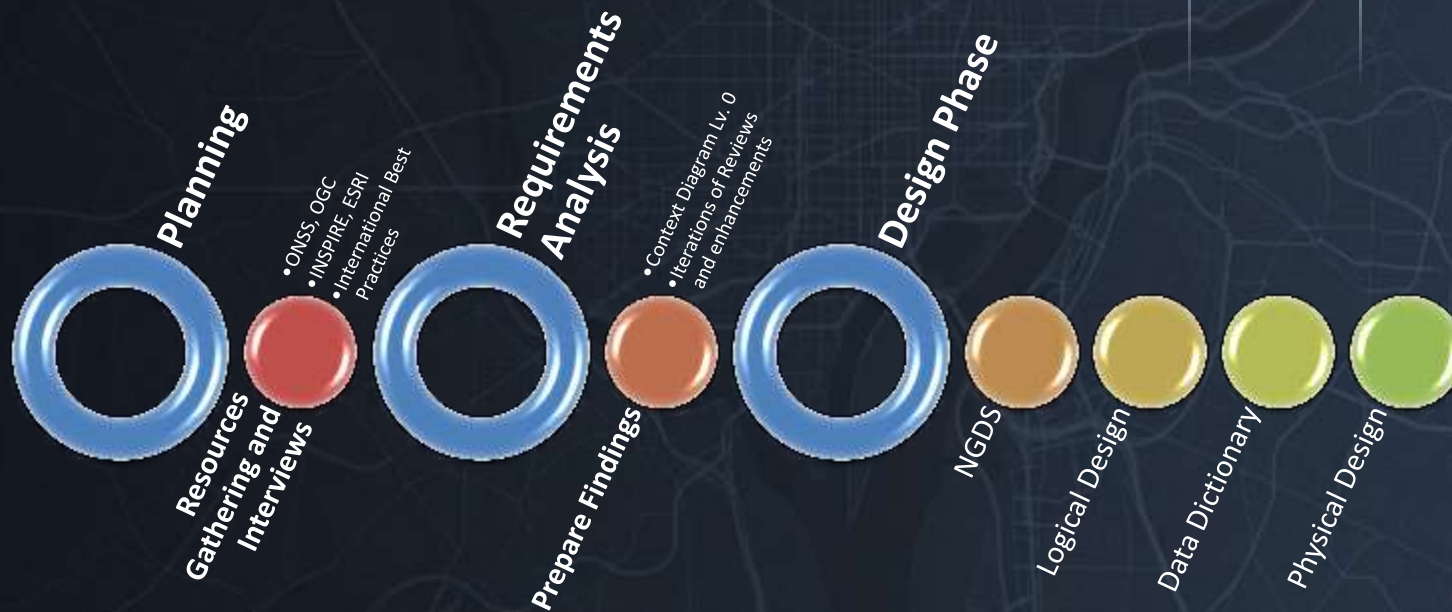 Planning
Resources
Gathering and
Interviews
• ONSS, OGC
• INSPIRE, ESRI
• International Best
Practices
Requirements
Analysis
Prepare Findings
• Context Diagram Lv. 0
• Iterations of Reviews
and enhancements
Design Phase
NGDS
Logical Design
Data Dictionary
Physical Design